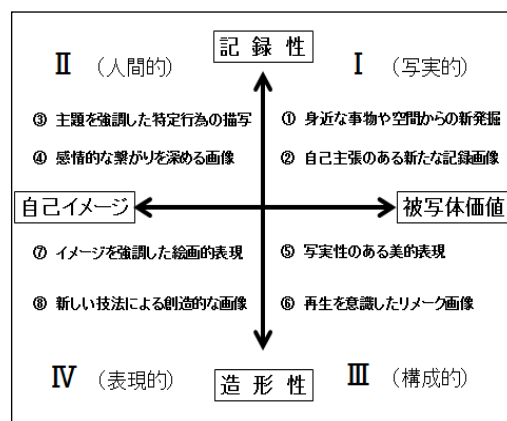 記 録 性
Ⅱ （人間的）
Ⅰ （写実的）
③ 主題を強調した特定行為の描写
① 身近な事物や空間からの新発掘
④ 感情的な繋がりを深める画像
② 自己主張のある新たな記録画像
自己イメージ
被写体価値
⑦ イメージを強調した絵画的表現
⑤ 写実性のある美的表現
⑧ 新しい技法による創造的な画像
⑥ 再生を意識したリメーク画像
Ⅳ （表現的）
造 形 性
Ⅲ （構成的）